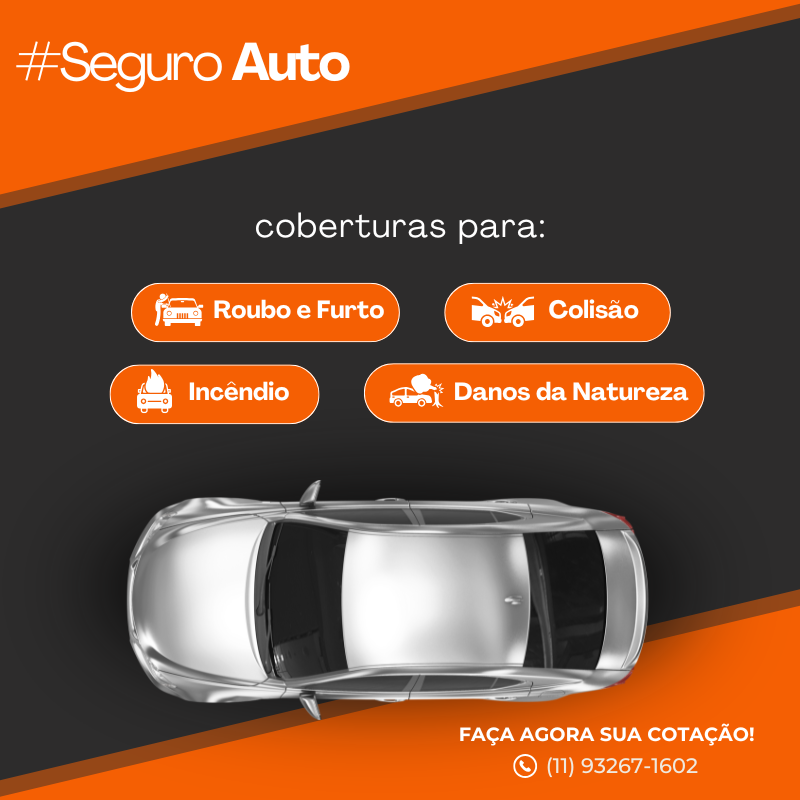 #Seguro Auto
coberturas para:
Roubo e Furto
Colisão
Incêndio
Danos da Natureza
FAÇA AGORA SUA COTAÇÃO!
(11) 93267-1602